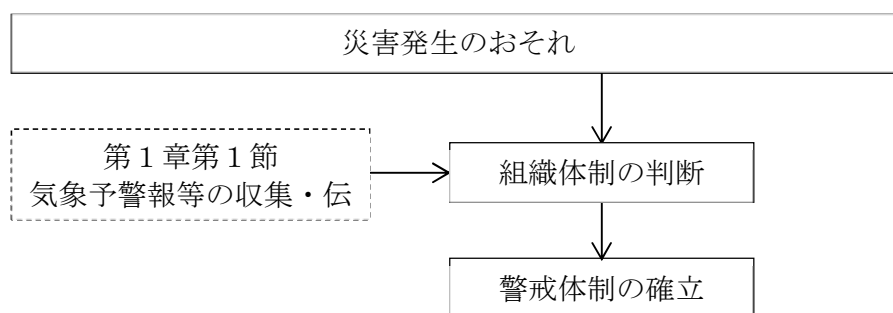 災害発生のおそれ
第１章第１節
気象予警報等の収集・伝
組織体制の判断
警戒体制の確立